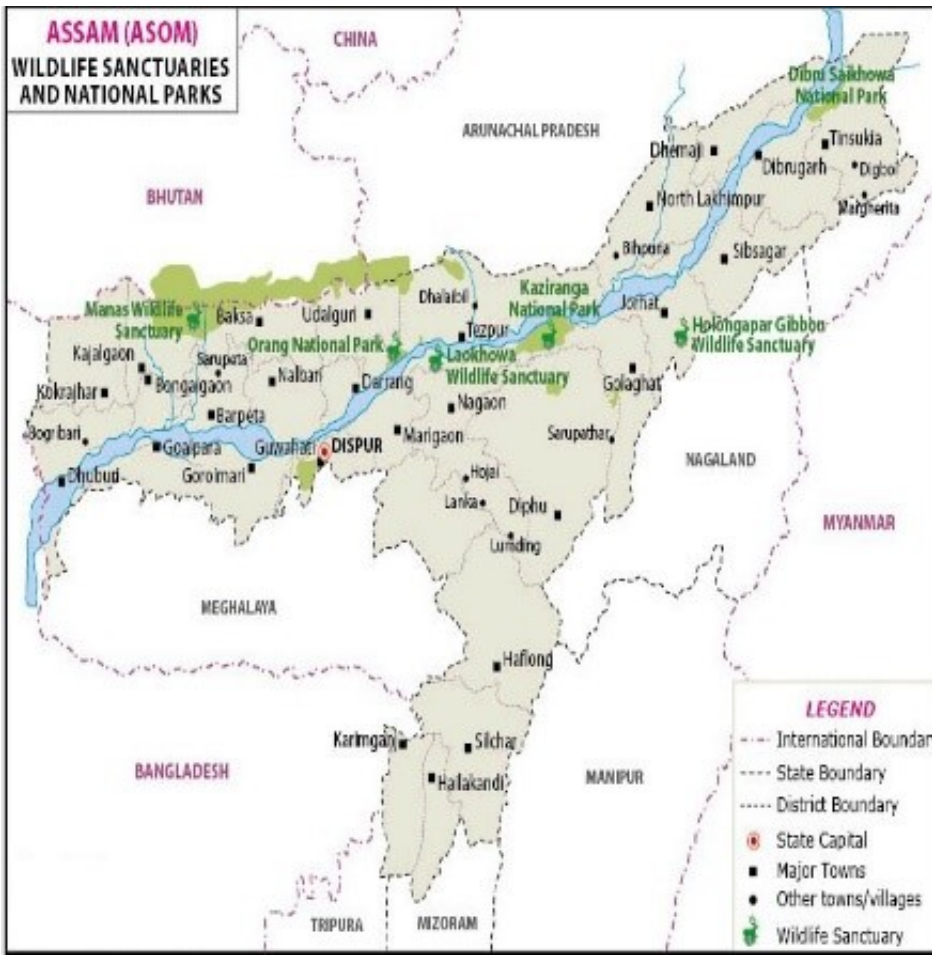 ASSAM (ASOM)
WILDLIFE SANCTUARIES
AND NATIONAL PARKS
CHINA
Dibru Saikhowa
National Park
ARUNACHAL PRADESH
Dhemaji
Tinsukia
Dibrugarh
Digboi
BHUTAN
North Lakhimpur
Margherita
Bihpuria
Sibsagar
Manas Wildlife
Sanctuary
Baksa
Udalguri
Dhalaibil
Kaziranga
National Park
Jorhat
Tezpur
Holongapar Gibbon
Wildlife Sanctuary
Orang National Park
Laokhowa
Wildlife Sanctuary
Kajalgaon
Sarupeta
Bongaigaon
Nalbari
Darrang
Golaghat
Kokrajhar
Barpeta
Nagaon
Bogribari
Goalpara
Guwahati
DISPUR
Marigaon
Sarupathar
Dhuburi
Goroimari
Hojai
NAGALAND
Lanka
Diphu
MYANMAR
Lumding
MEGHALAYA
Haflong
Karimganj
Silchar
BANGLADESH
Hailakandi
MANIPUR
TRIPURA
MIZORAM
LEGEND
International Boundar
State Boundary
District Boundary
State Capital
Major Towns
Other towns/villages
Wildlife Sanctuary